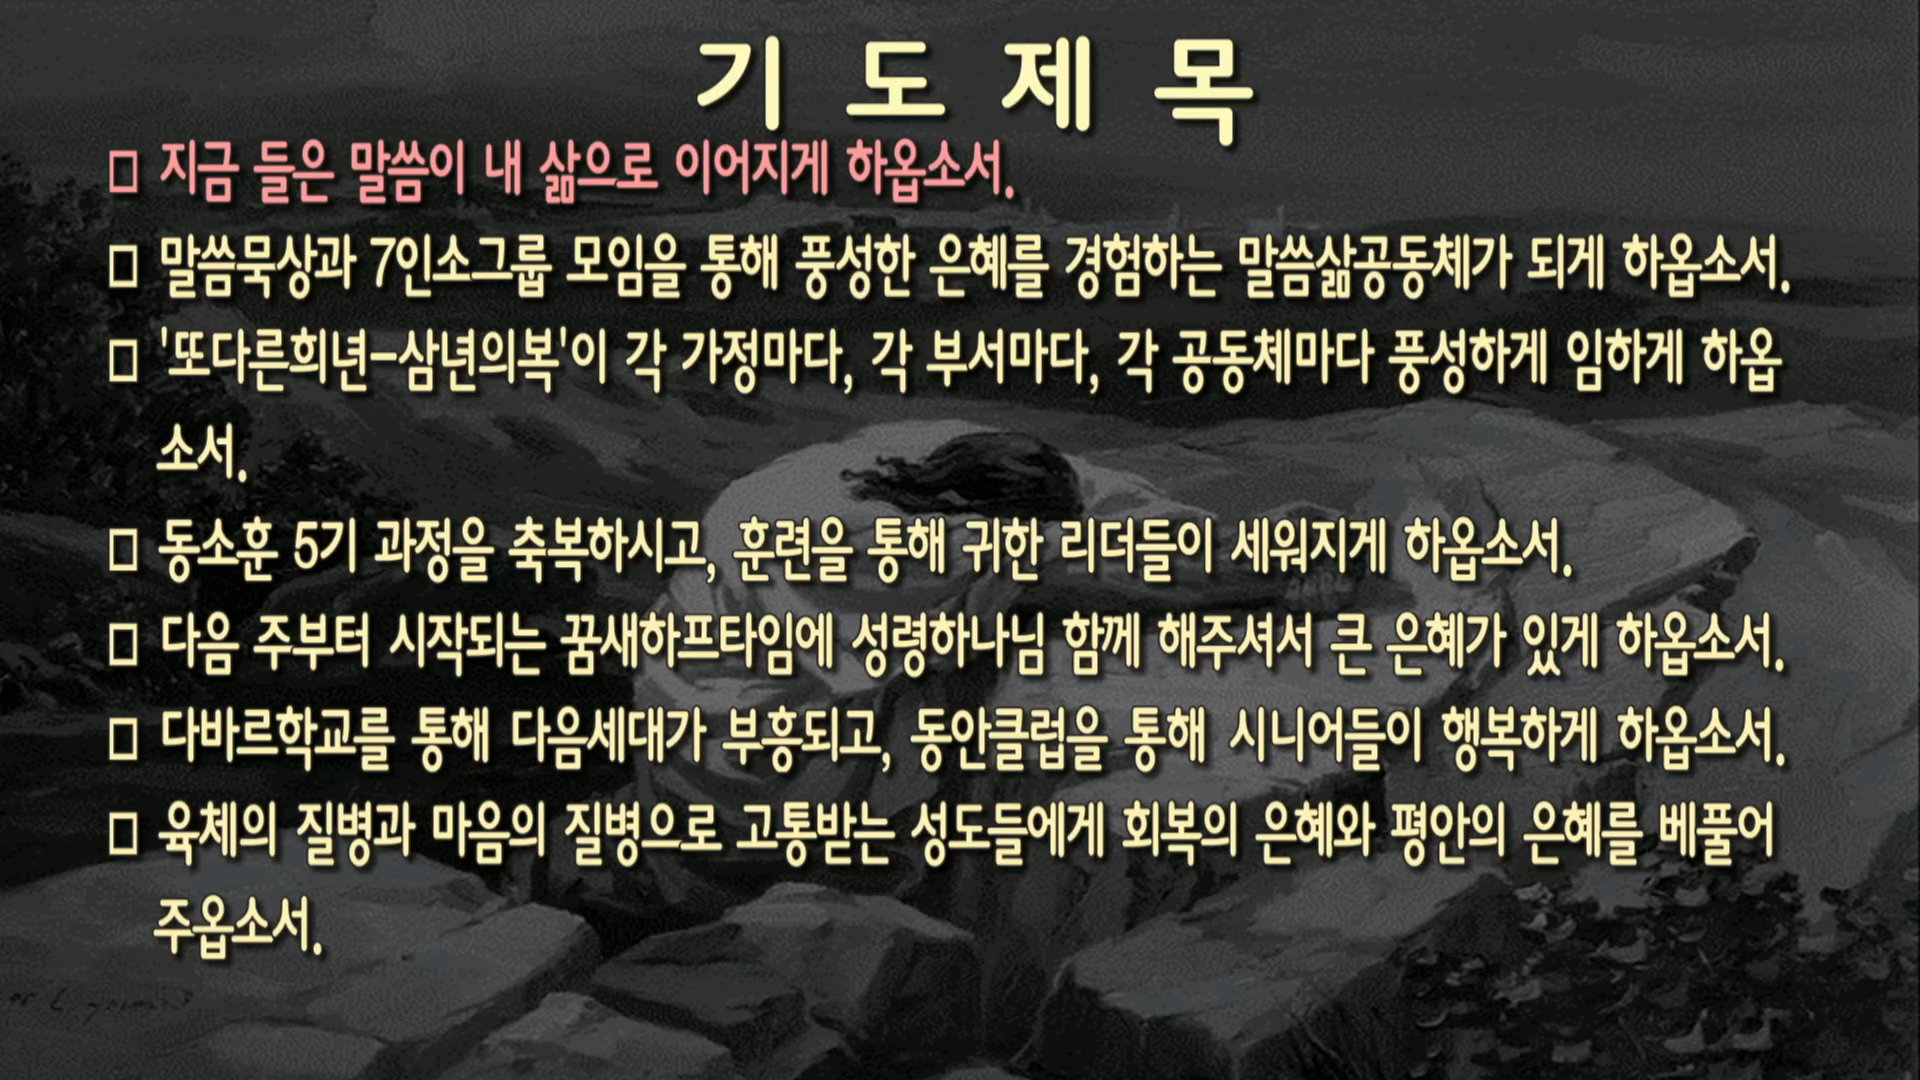 기 도 제 목
□ 지금 들은 말씀이 내 삶으로 이어지게 하옵소서.
□ 말씀묵상과 7인소그룹 모임을 통해 풍성한 은혜를 경험하는 말씀삶공동체가 되게 하옵소서.
□ '또다른희년-삼년의복'이 각 가정마다, 각 부서마다, 각 공동체마다 풍성하게 임하게 하옵
소서.
□ 동소훈 5기 과정을 축복하시고, 훈련을 통해 귀한 리더들이 세워지게 하옵소서.
□ 다음 주부터 시작되는 꿈새하프타임에 성령하나님 함께 해주셔서 큰 은혜가 있게 하옵소서.
□ 다바르학교를 통해 다음세대가 부흥되고, 동안클럽을 통해 시니어들이 행복하게 하옵소서.
□ 육체의 질병과 마음의 질병으로 고통받는 성도들에게 회복의 은혜와 평안의 은혜를 베풀어
주옵소서.